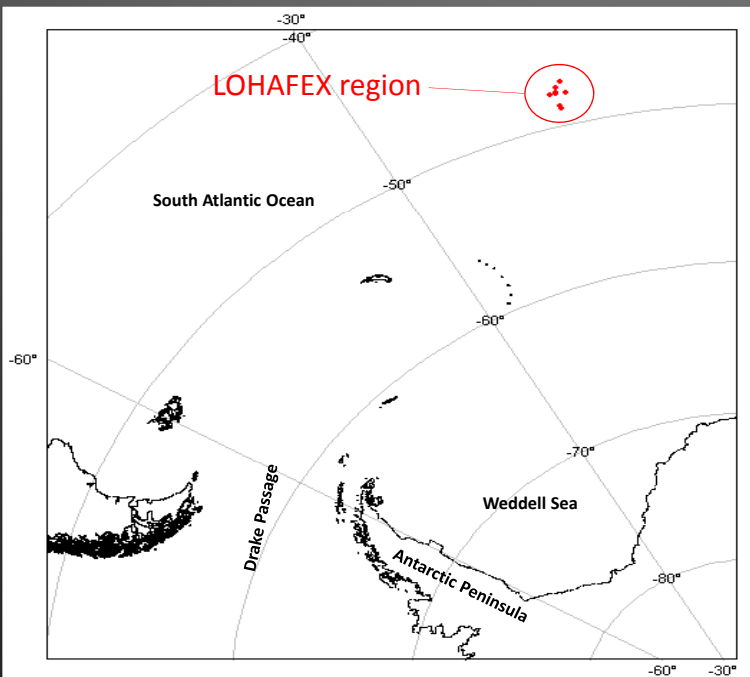 -30°
-40°
LOHAFEX region
-50°
South Atlantic Ocean
-60°
-60°
-70°
Drake Passage
Weddell Sea
Antarctic Peninsula
-80°
-60°
-30°